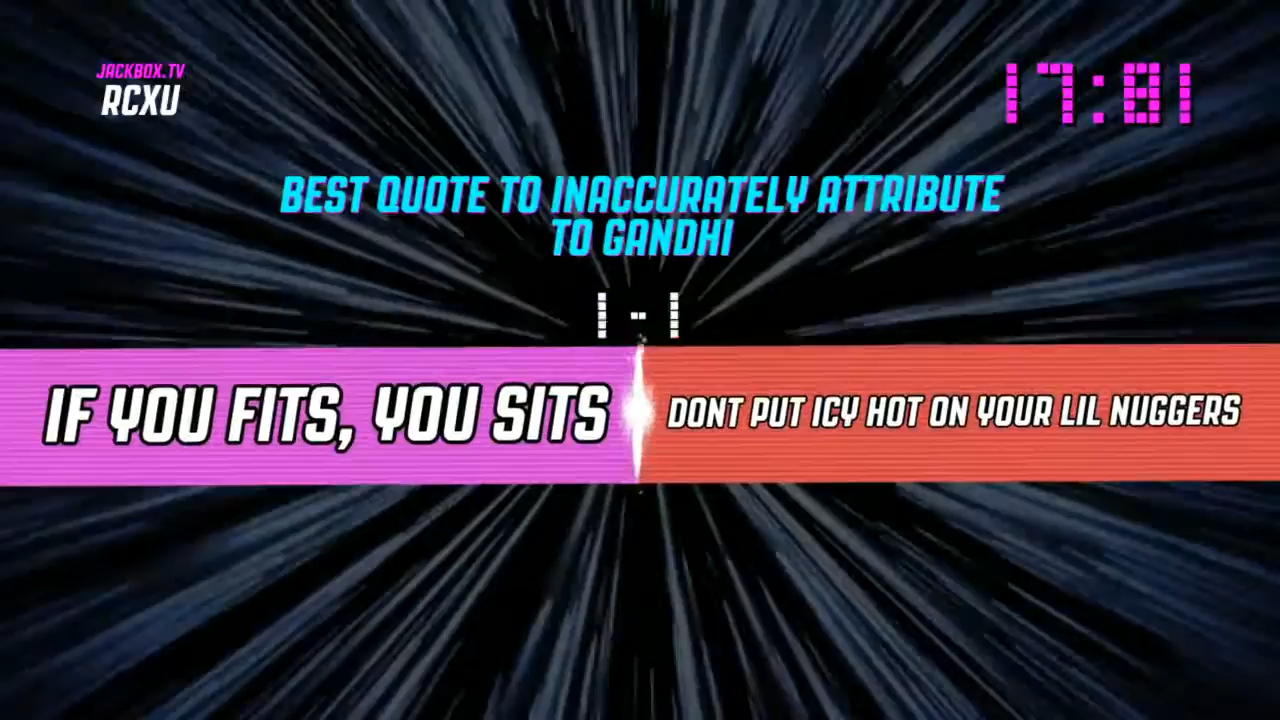 JACKBOX.TV
RCXU
17:81
BEST QUOTE TO INACCURATELY ATTRIBUTE
TO GANDHI
1-1
IF YOU FITS, YOU SITS
DONT PUT ICY HOT ON YOUR LIL NUGGERS